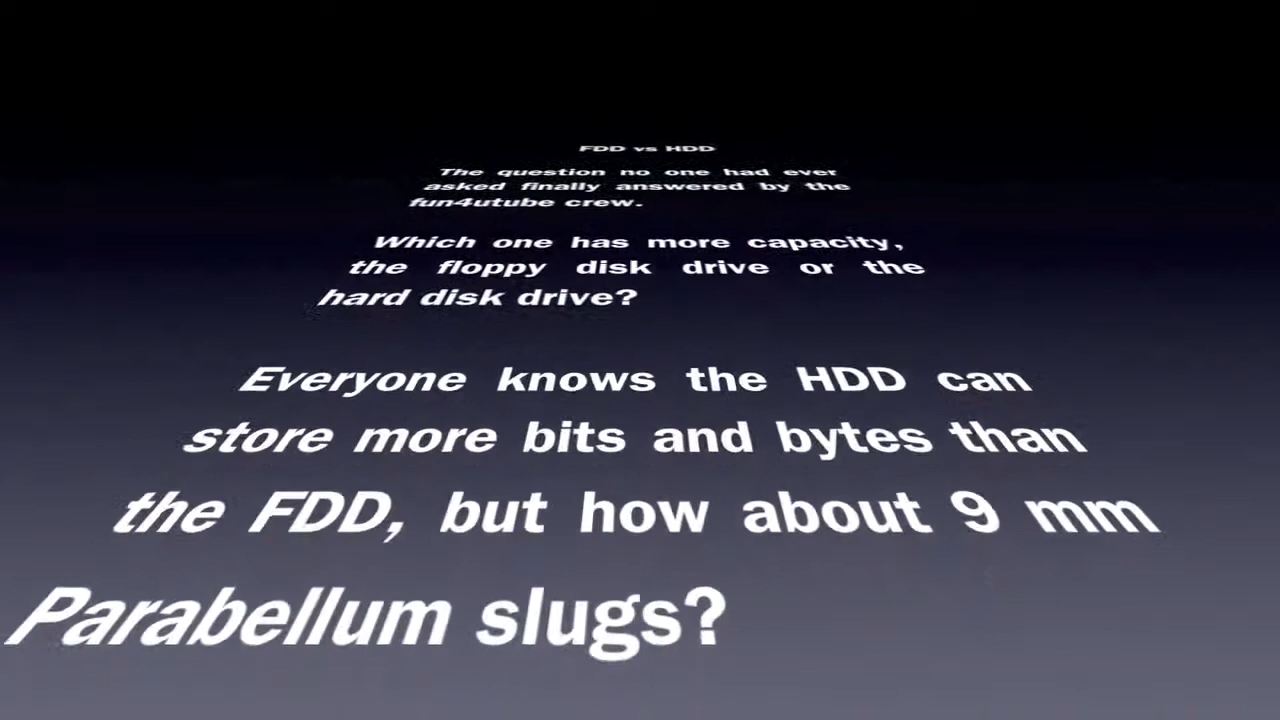 FDD vs HDD
The question no one had ever
asked finally answered by the
fun4utube crew.
Which one has more capacity,
the floppy disk drive or the
hard disk drive?
Everyone knows the HDD can
store more bits and bytes than
the FDD, but how about 9 mm
Parabellum slugs?